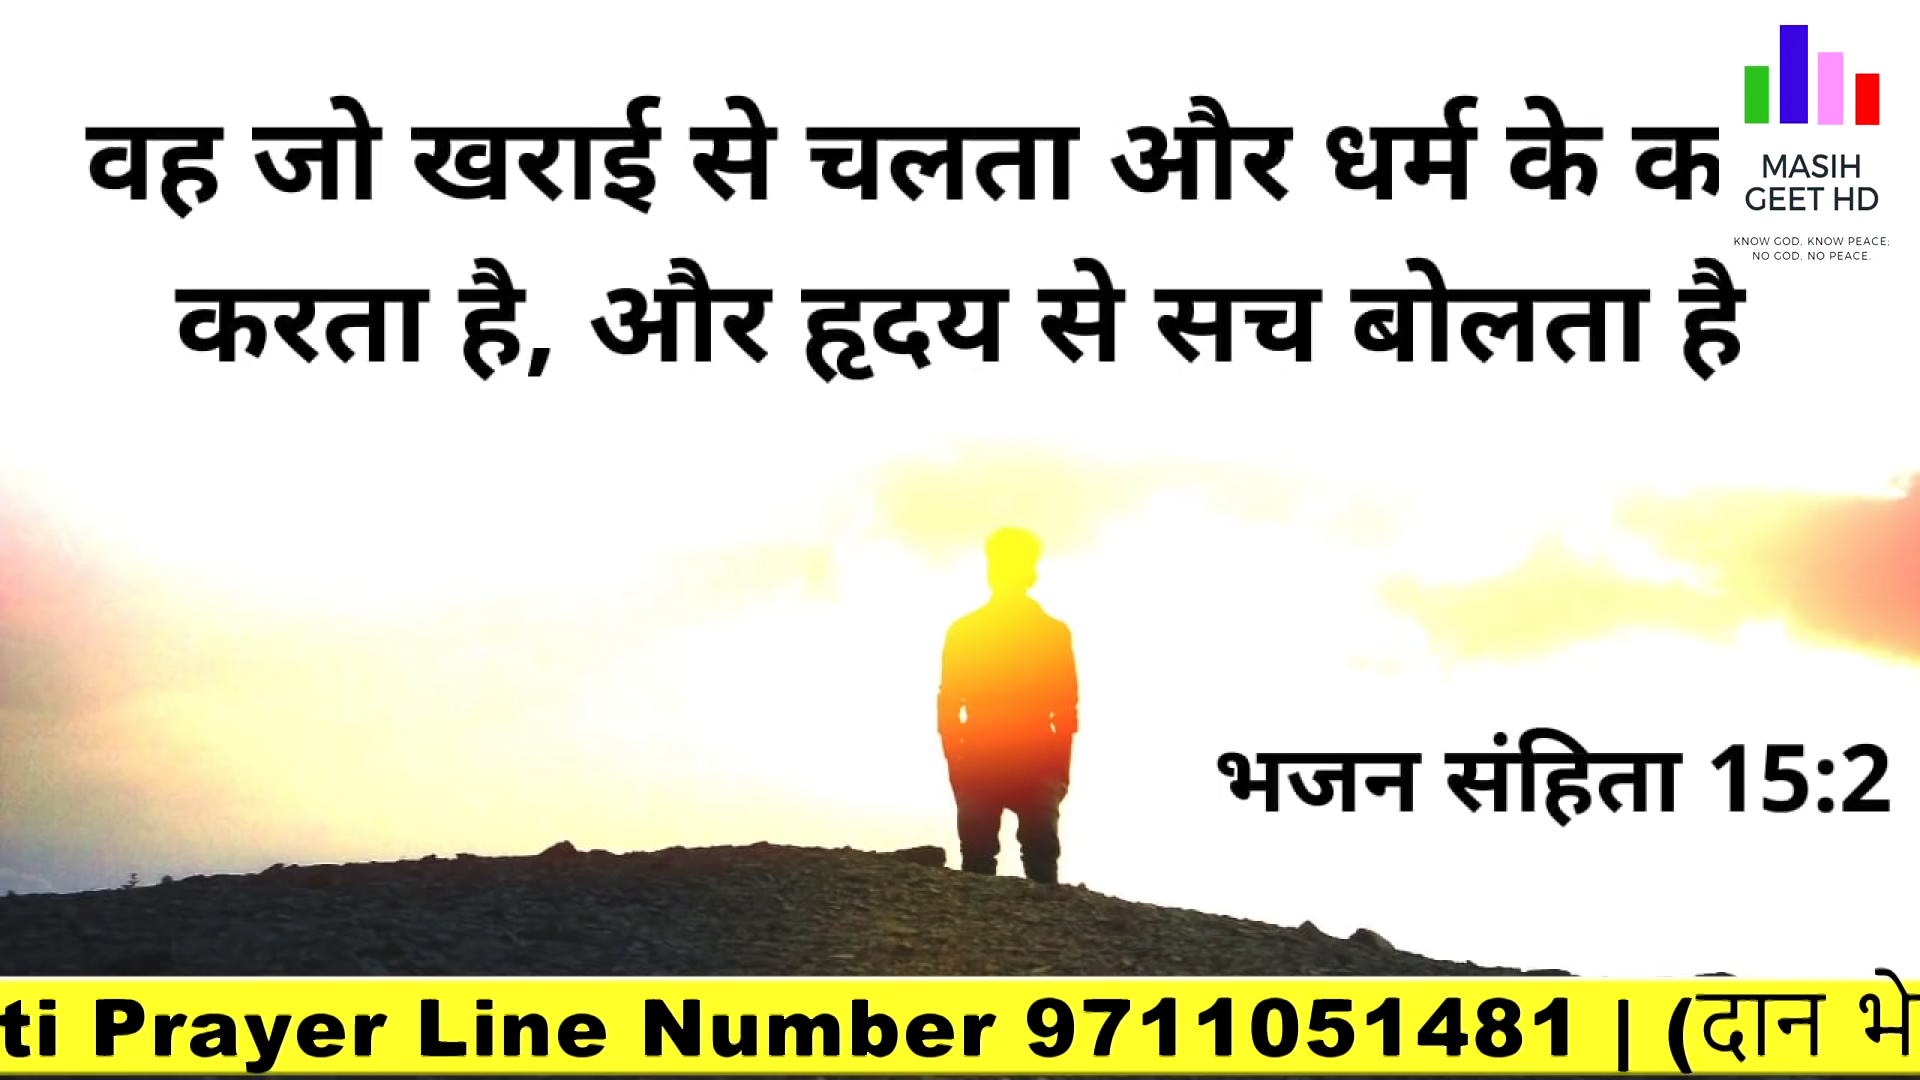 वह जो खराई से चलता और धर्म के
करता है, और हृदय से सच बोलता है
MASIH
GEET HD
KNOW GOD, KNOW PEACE;
NO GOD, NO PEACE.
भजन संहिता 15:2
Prayer Line Number 9711051481 | (दान